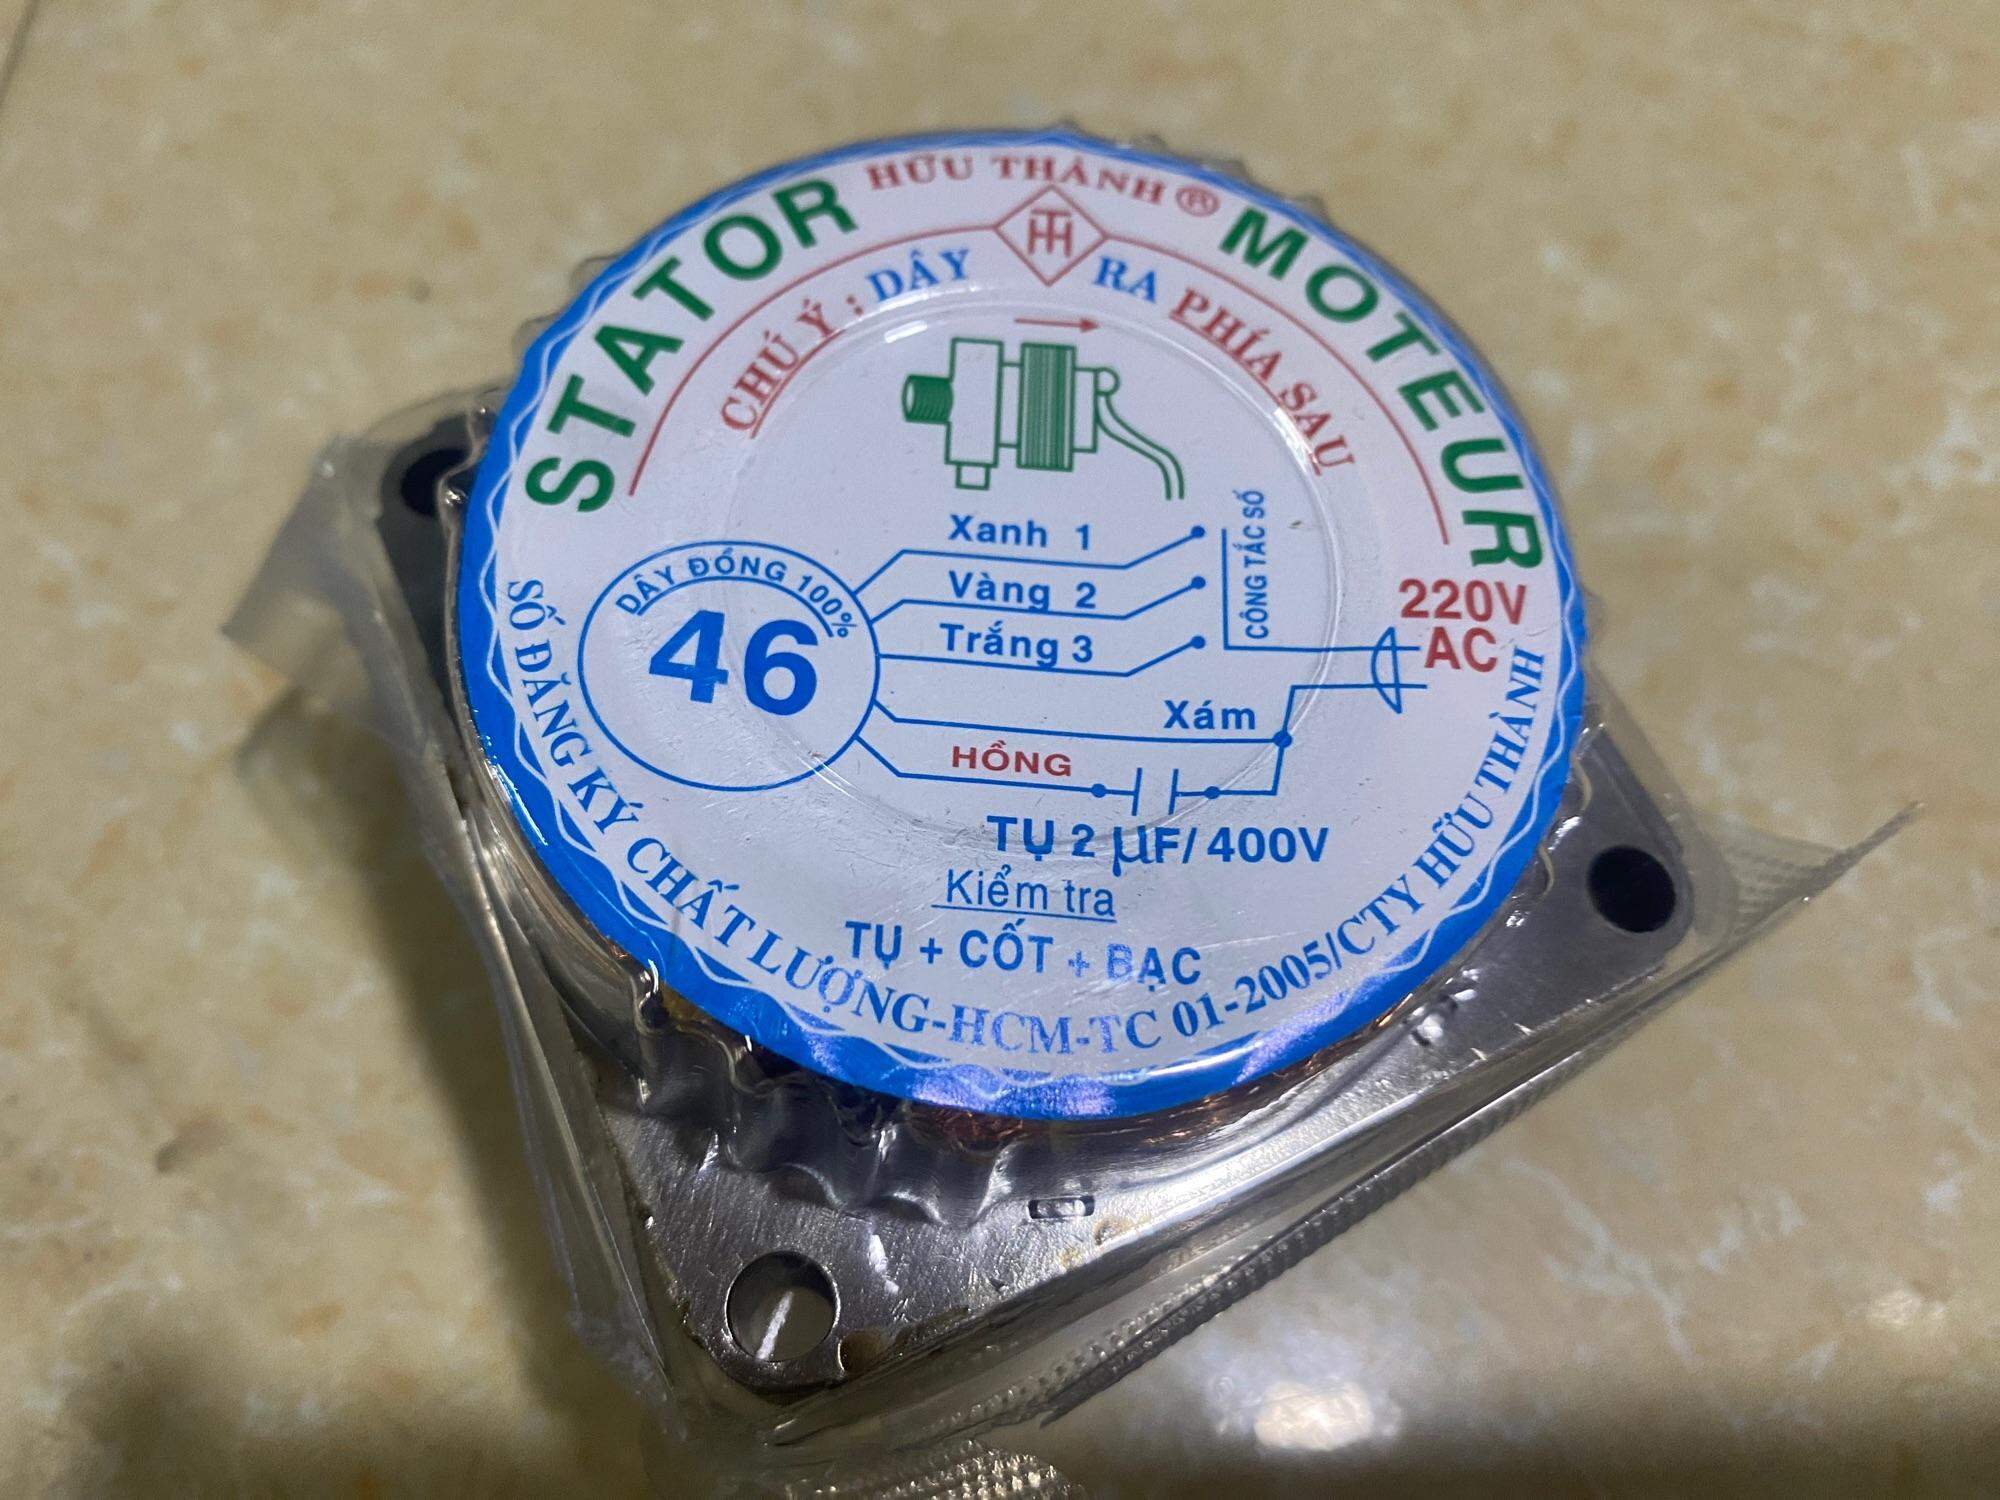 HỮU THÀNH®
STATOR MOTEUR
TH
CHÚ Ý : DÂY RA PHÍA SAU
Xanh 1
Vàng 2
Trắng 3
CÔNG TẮC SỐ
220V
AC
DÂY ĐỒNG 100%
46
Xám
HỒNG
TỤ 2 µF/ 400V
Kiểm tra
TỤ + CỐT + BẠC
SỐ ĐĂNG KÝ CHẤT LƯỢNG-HCM-TC 01-2005/CTY HỮU THÀNH